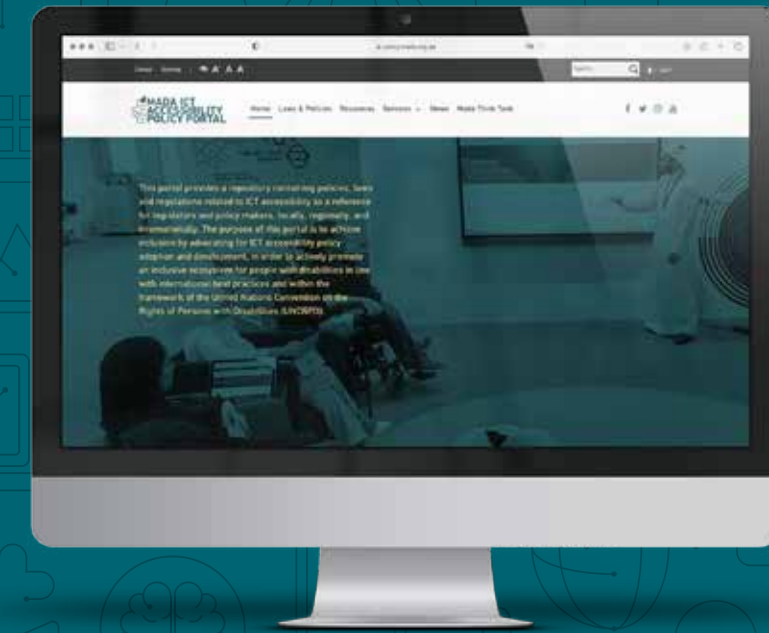 MADA ICT
ACCESSIBILITY
POLICY PORTAL
Home Laws & Policies Resources Services News Mada Think Tank
This portal provides a repository containing policies, laws
and regulations related to ICT accessibility as a reference
for legislators and policy makers, locally, regionally, and
internationally. The purpose of this portal is to achieve
inclusion by advocating for ICT accessibility policy
adoption and development, in order to actively promote
an inclusive ecosystem for people with disabilities in line
with international best practices and within the
framework of the United Nations Convention on the
Rights of Persons with Disabilities (UNCRPD).